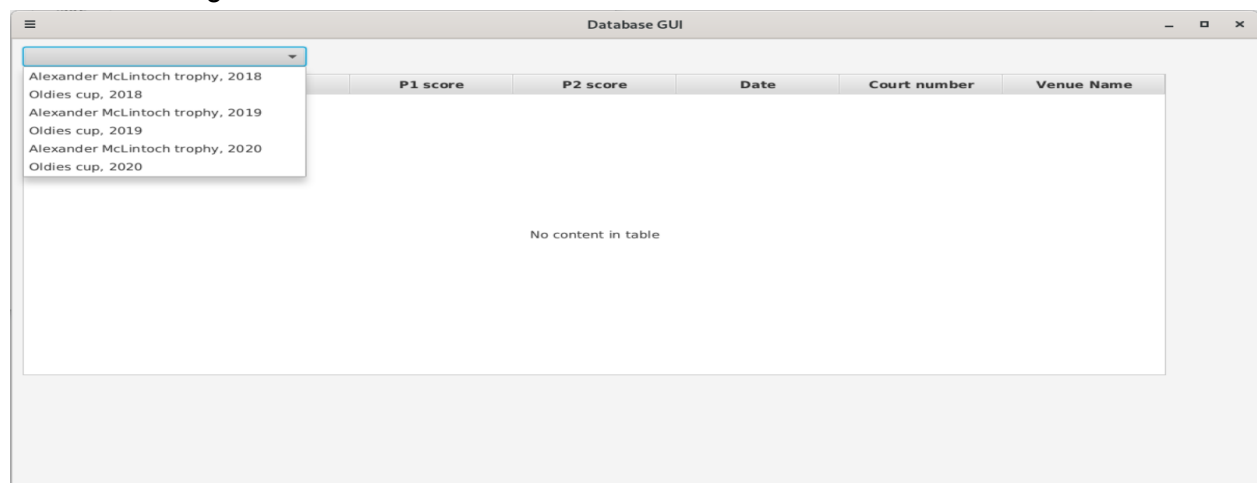 Database GUI
Alexander McLintoch trophy, 2018
Oldies cup, 2018
Alexander McLintoch trophy, 2019
Oldies cup, 2019
Alexander McLintoch trophy, 2020
Oldies cup, 2020
P1 score P2 score Date Court number Venue Name
No content in table